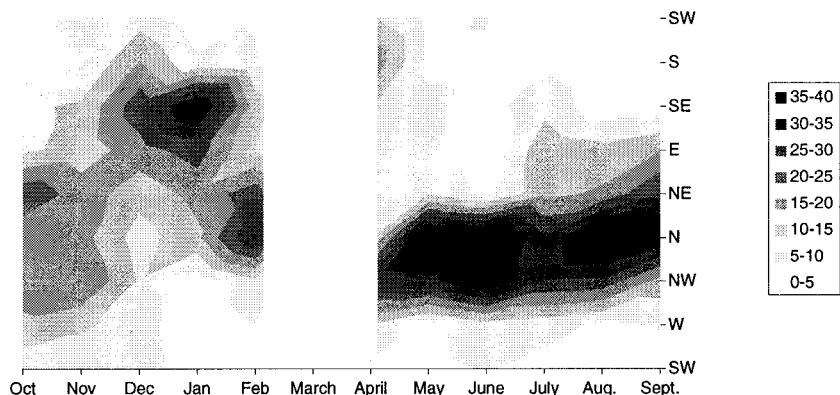 SW
S
SE
E
NE
N
NW
W
SW
35-40
30-35
25-30
20-25
15-20
10-15
5-10
0-5
Oct Nov Dec Jan Feb March April May June July Aug. Sept.